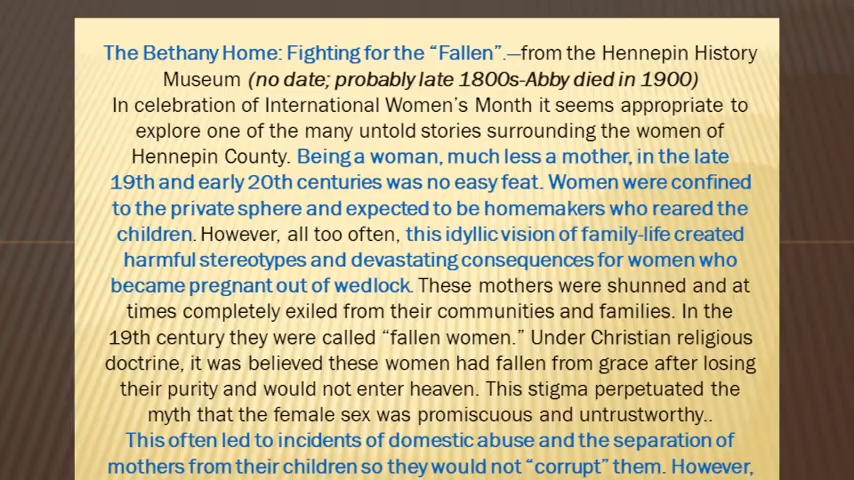 The Bethany Home: Fighting for the “Fallen”.—from the Hennepin History
Museum (no date; probably late 1800s-Abby died in 1900)
In celebration of International Women’s Month it seems appropriate to
explore one of the many untold stories surrounding the women of
Hennepin County. Being a woman, much less a mother, in the late
19th and early 20th centuries was no easy feat. Women were confined
to the private sphere and expected to be homemakers who reared the
children. However, all too often, this idyllic vision of family-life created
harmful stereotypes and devastating consequences for women who
became pregnant out of wedlock. These mothers were shunned and at
times completely exiled from their communities and families. In the
19th century they were called “fallen women.” Under Christian religious
doctrine, it was believed these women had fallen from grace after losing
their purity and would not enter heaven. This stigma perpetuated the
myth that the female sex was promiscuous and untrustworthy..
This often led to incidents of domestic abuse and the separation of
mothers from their children so they would not “corrupt” them. However,